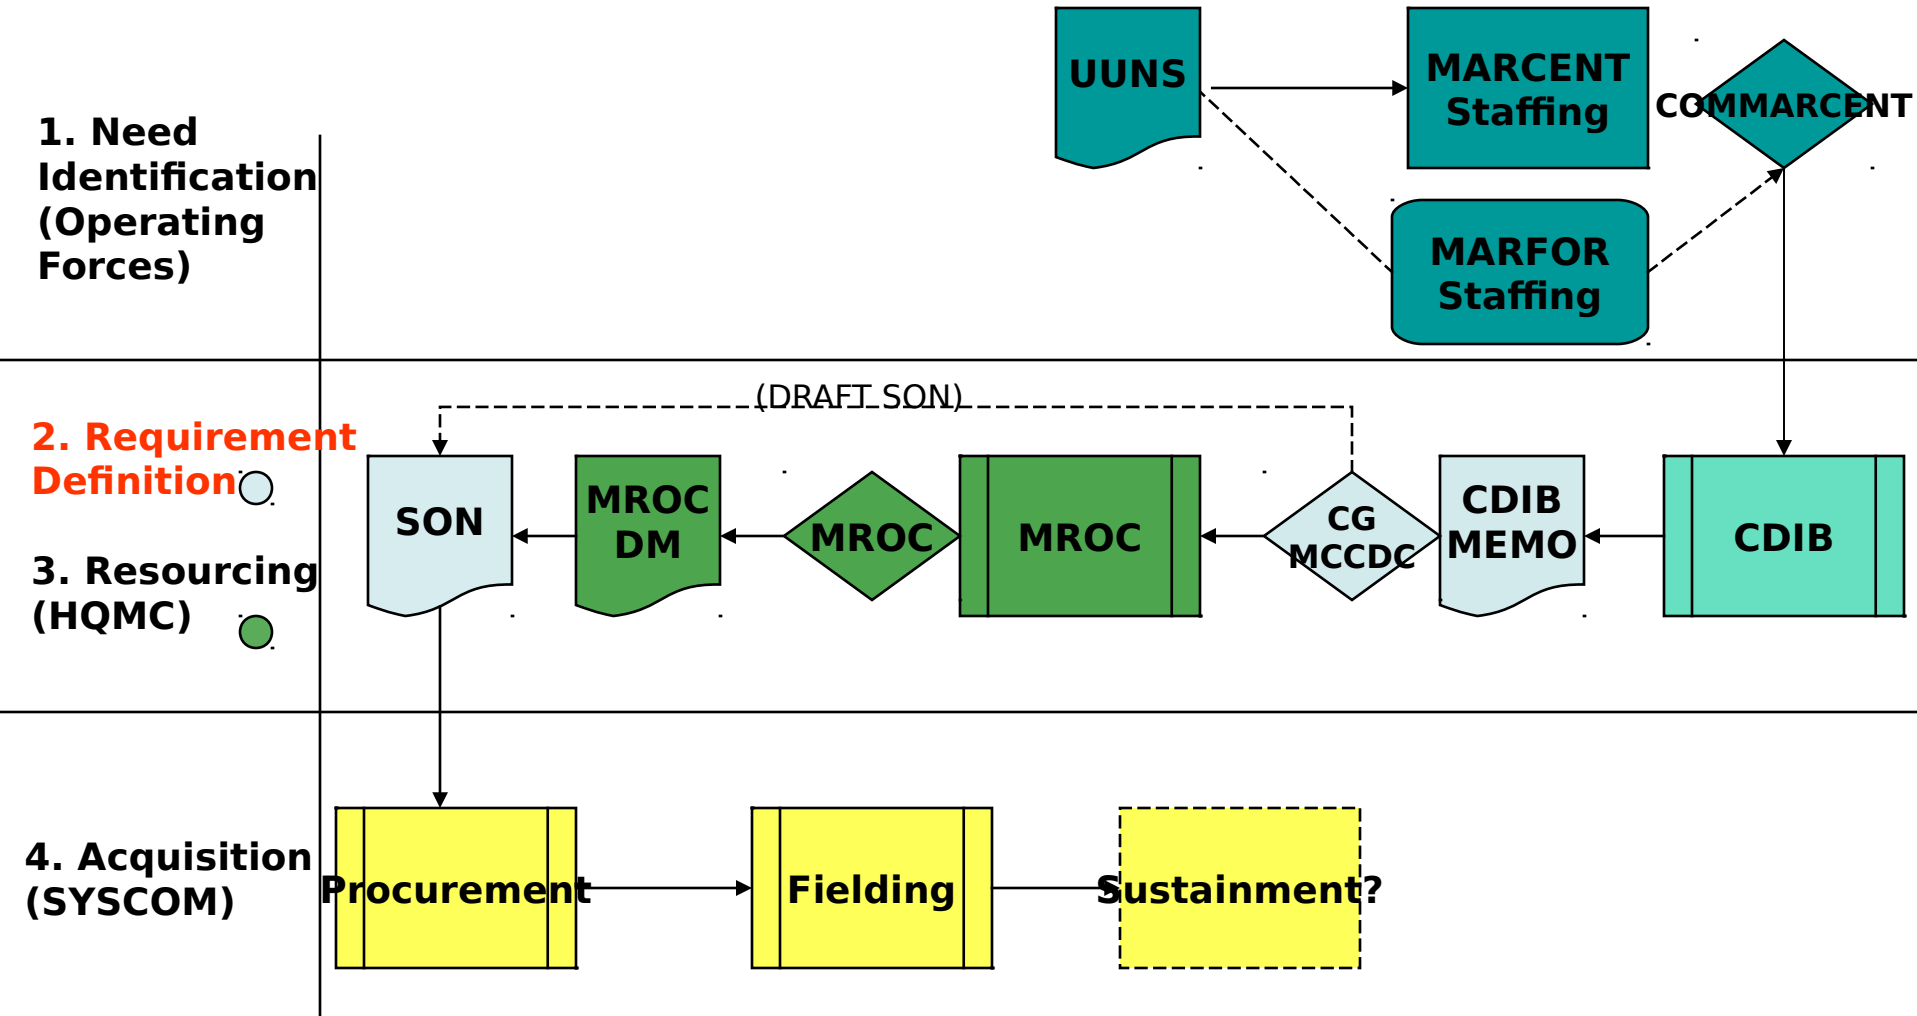 UUNS
MARCENT
Staffing
COMMARCENT
1. Need
Identification
(Operating
Forces)
MARFOR
Staffing
(DRAFT SON)
2. Requirement
Definition
3. Resourcing
(HQMC)
SON
MROC
DM
MROC
MROC
CG
MCCDC
CDIB
MEMO
CDIB
4. Acquisition
(SYSCOM)
Procurement
Fielding
Sustainment?